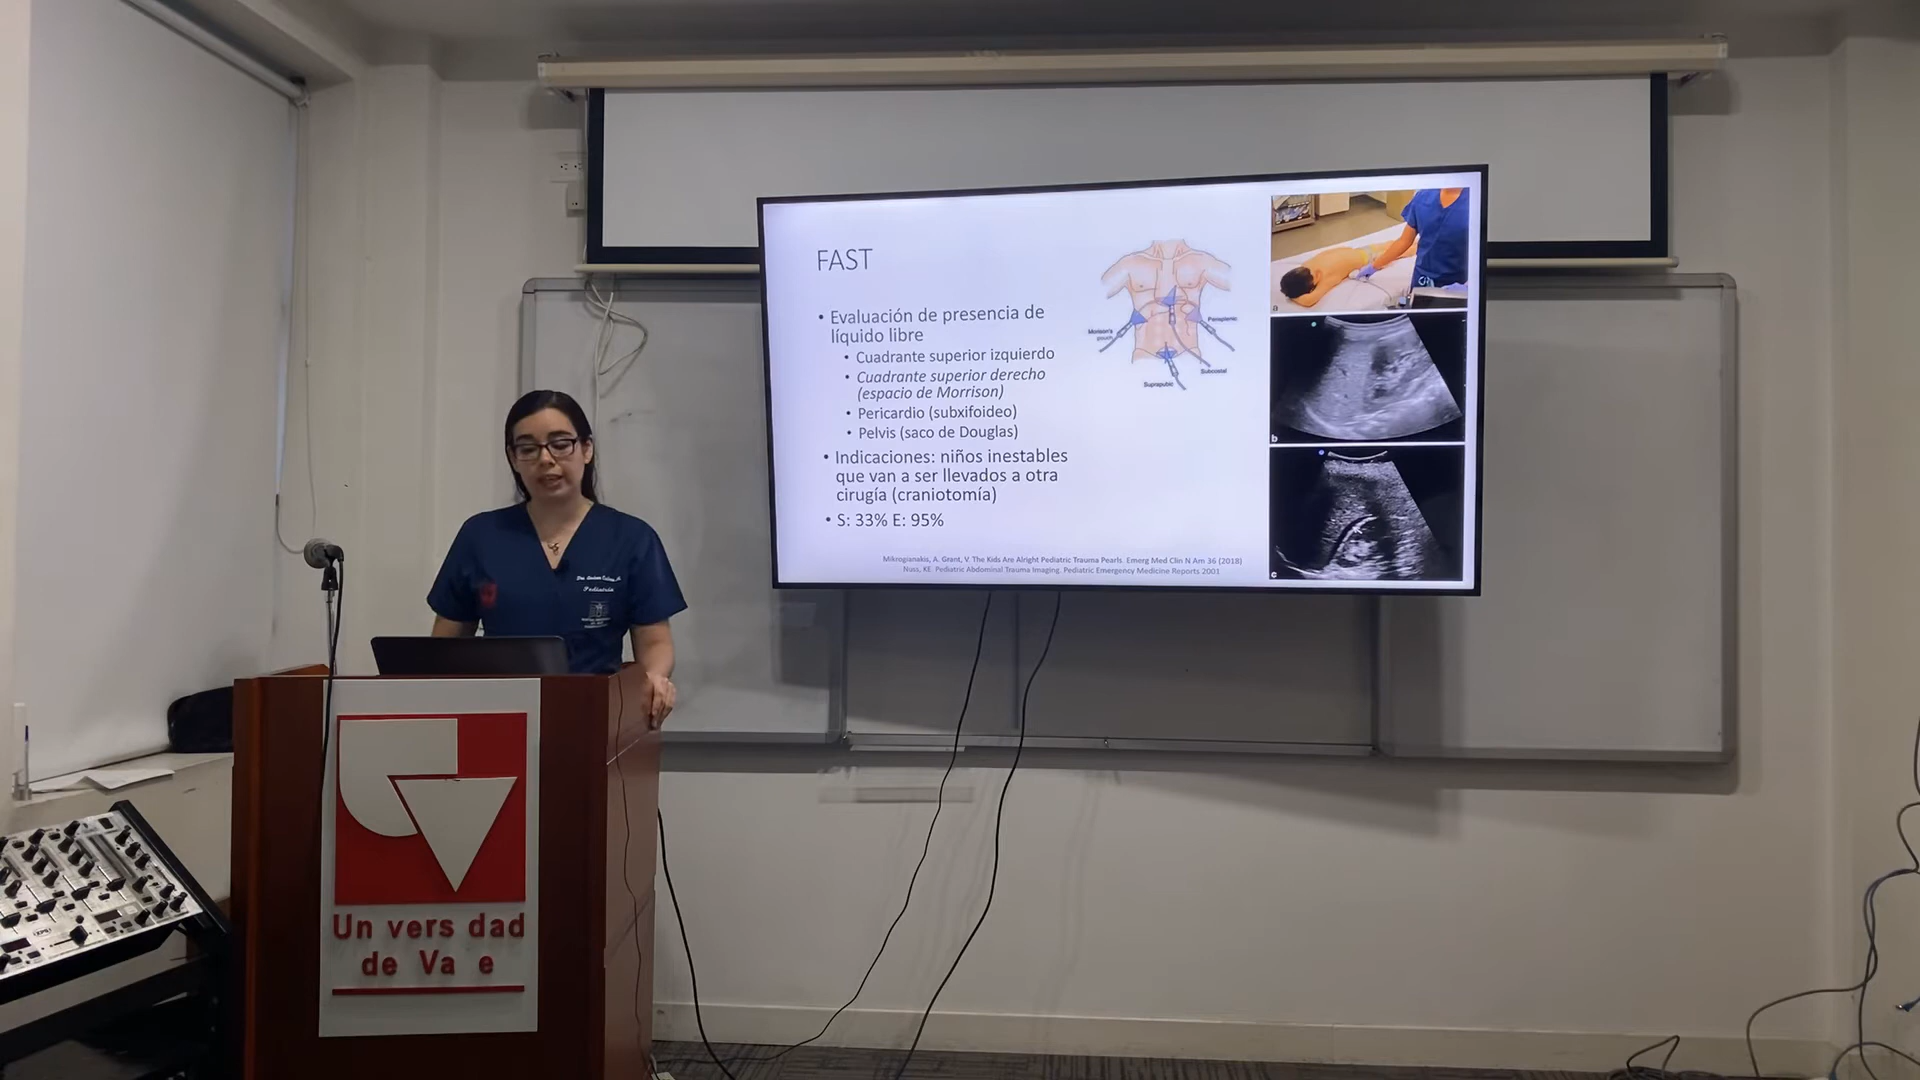 FAST
• Evaluación de presencia de
líquido libre
• Cuadrante superior izquierdo
• Cuadrante superior derecho
(espacio de Morrison)
• Pericardio (subxifoideo)
• Pelvis (saco de Douglas)
• Indicaciones: niños inestables
que van a ser llevados a otra
cirugía (craniotomía)
• S: 33% E: 95%
Morison's
pouch
Perisplenic
Subcostal
Suprapubic
a
b
c
Mikrogianakis, A. Grant, V. The Kids Are Alright Pediatric Trauma Pearls. Emerg Med Clin N Am 36 (2018)
Nuss, KE. Pediatric Abdominal Trauma Imaging. Pediatric Emergency Medicine Reports 2001
Pediatría
Un vers dad
de Va e